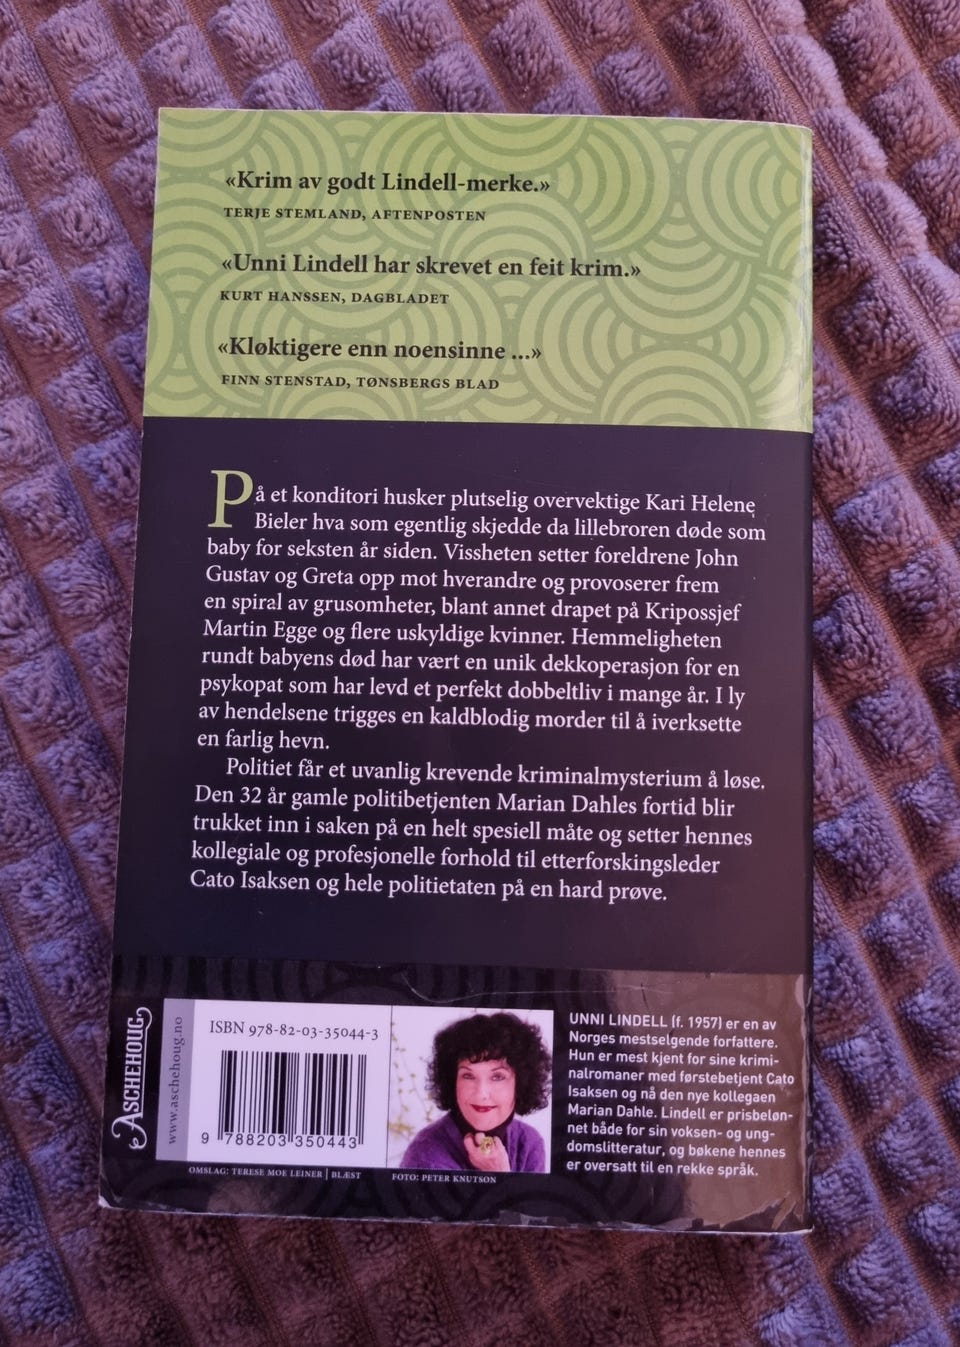 «Krim av godt Lindell-merke.»
TERJE STEMLAND, AFTENPOSTEN
«Unni Lindell har skrevet en feit krim.»
KURT HANSSEN, DAGBLADET
«Kløktigere enn noensinne ...»
FINN STENSTAD, TØNSBERGS BLAD
På et konditori husker plutselig overvektige Kari Helene
Bieler hva som egentlig skjedde da lillebroren døde som
baby for seksten år siden. Vissheten setter foreldrene John
Gustav og Greta opp mot hverandre og provoserer frem
en spiral av grusomheter, blant annet drapet på Kripossjef
Martin Egge og flere uskyldige kvinner. Hemmeligheten
rundt babyens død har vært en unik dekkoperasjon for en
psykopat som har levd et perfekt dobbeltliv i mange år. I ly
av hendelsene trigges en kaldblodig morder til å iverksette
en farlig hevn.
Politiet får et uvanlig krevende kriminalmysterium å løse.
Den 32 år gamle politibetjenten Marian Dahles fortid blir
trukket inn i saken på en helt spesiell måte og setter hennes
kollegiale og profesjonelle forhold til etterforskingsleder
Cato Isaksen og hele politietaten på en hard prøve.
ASCHEHOUG
www.aschehoug.no
ISBN 978-82-03-35044-3
9 788203 350443
OMSLAG: TERESE MOE LEINER | BLÆST
FOTO: PETER KNUTSON
UNNI LINDELL (f. 1957) er en av
Norges mestselgende forfattere.
Hun er mest kjent for sine krimi-
nalromaner med førstebetjent Cato
Isaksen og nå den nye kollegaen
Marian Dahle. Lindell er prisbeløn-
net både for sin voksen- og ung-
domslitteratur, og bøkene hennes
er oversatt til en rekke språk.